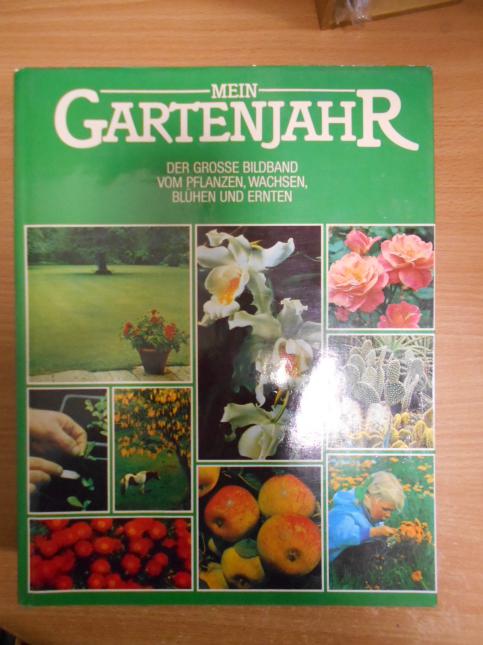 MEIN
GARTENJAHR
DER GROSSE BILDBAND
VOM PFLANZEN, WACHSEN,
BLÜHEN UND ERNTEN